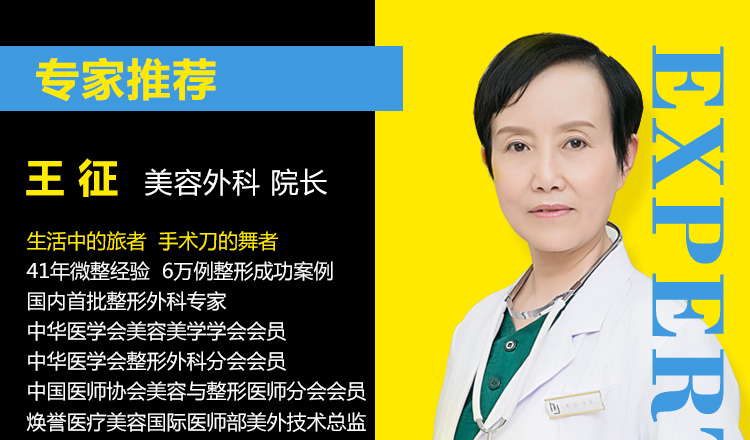 专家推荐
王征 美容外科 院长
生活中的旅者 手术刀的舞者
41年微整经验 6万例整形成功案例
国内首批整形外科专家
中华医学会美容美学学会会员
中华医学会整形外科分会会员
中国医师协会美容与整形医师分会会员
焕誉医疗美容国际医师部美外技术总监
EXPERT